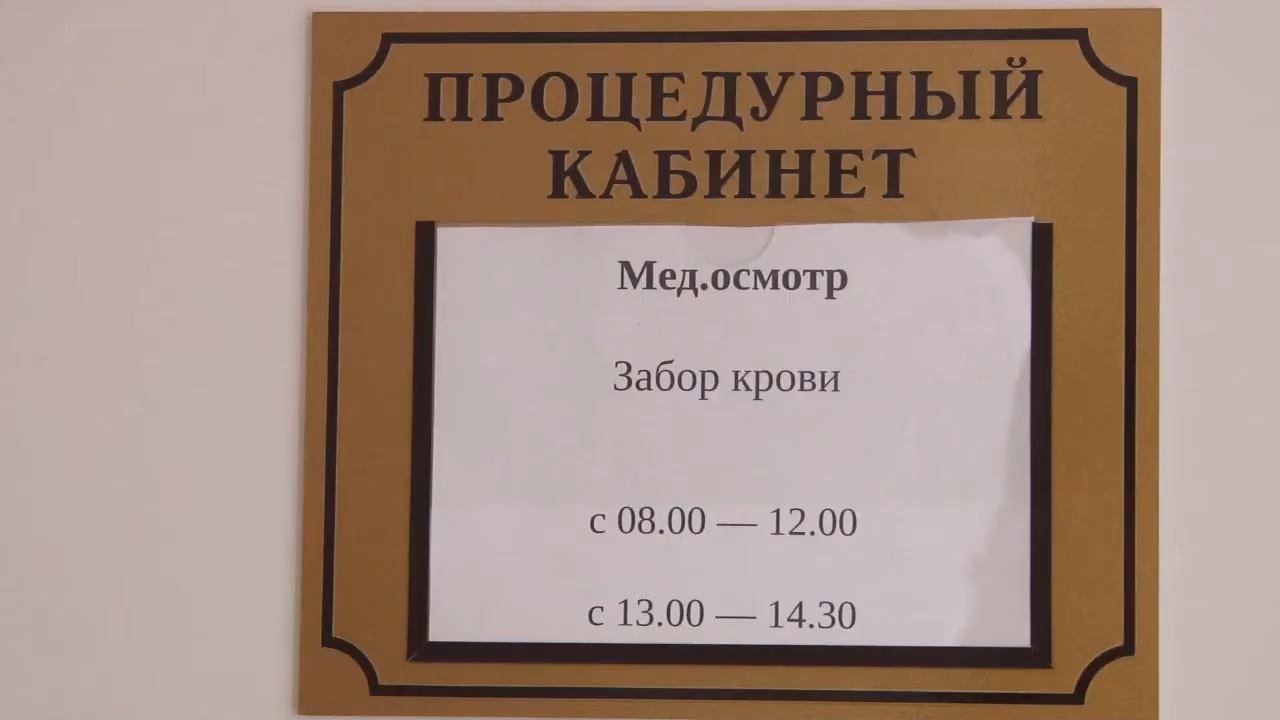 ПРОЦЕДУРНЫЙ
КАБИНЕТ
Мед.осмотр
Забор крови
с 08.00 — 12.00
с 13.00 — 14.30